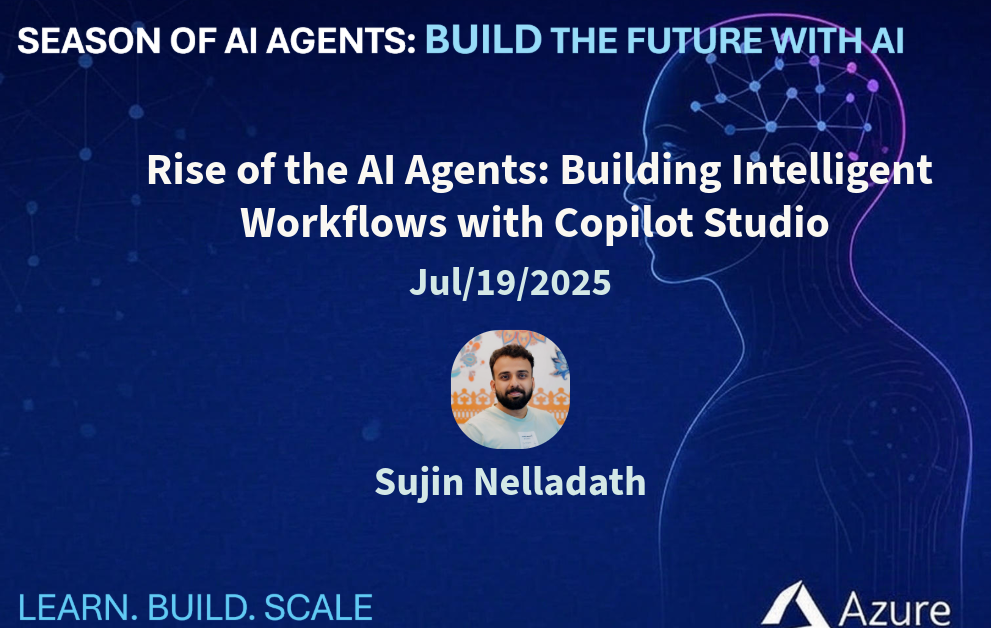 SEASON OF AI AGENTS: BUILD THE FUTURE WITH AI
Rise of the AI Agents: Building Intelligent
Workflows with Copilot Studio
Jul/19/2025
Sujin Nelladath
LEARN. BUILD. SCALE
Azure